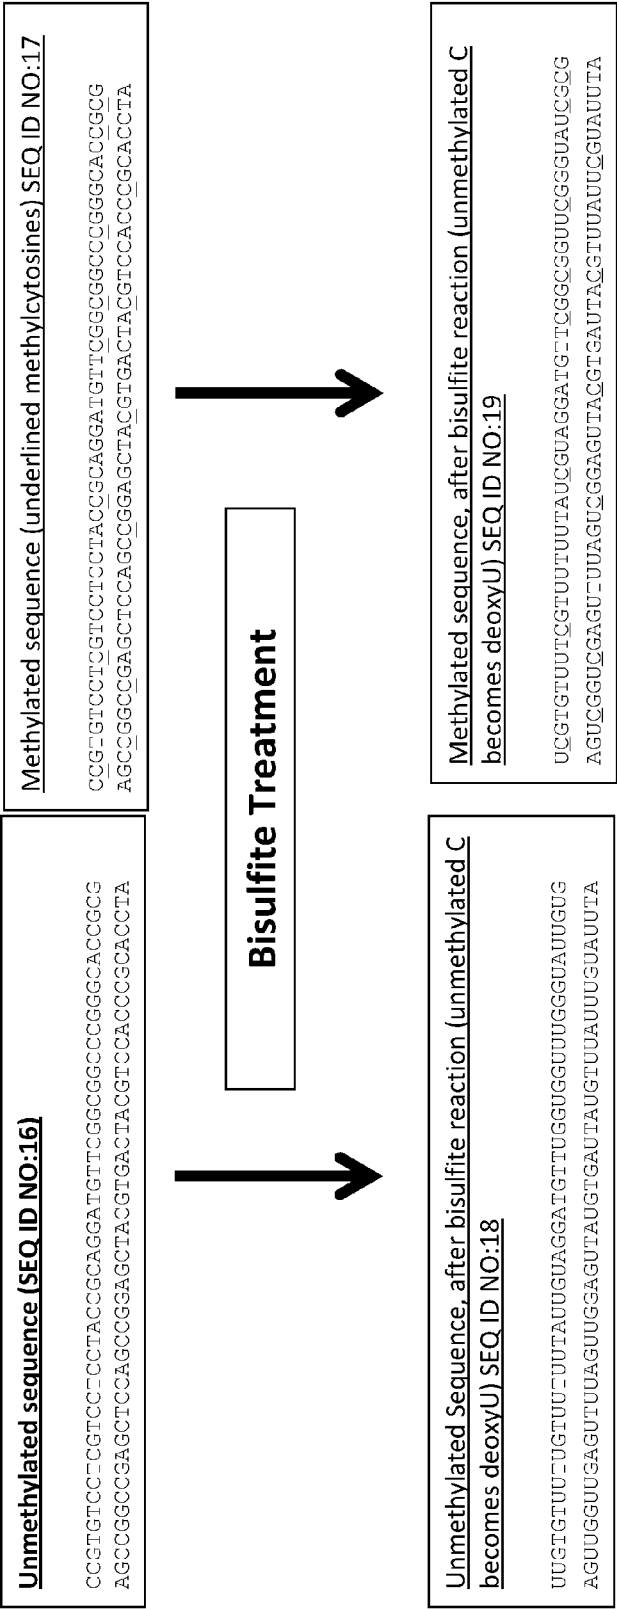 Unmethylated sequence (SEQ ID NO:16)
CCGTGTCCTCGTCCTCCTACCGCAGGATGTTCGGCGGCCCGGGCACCGCG
AGCCGGCCGAGCTCCAGCCGGAGCTACGTGACTACGTCCACCCGCACCTA
Methylated sequence (underlined methylcytosines) SEQ ID NO:17
CCGTGTCCTCGTCCTCCTACCGCAGGATGTTCGGCGGCCCGGGCACCGCG
AGCCGGCCGAGCTCCAGCCGGAGCTACGTGACTACGTCCACCCGCACCTA
Bisulfite Treatment
Unmethylated Sequence, after bisulfite reaction (unmethylated C
becomes deoxyU) SEQ ID NO:18
UUGTGTUUTUGTUUTUUTAUUGUAGGATGTTUGGUGGUUUGGGUAUUGUG
AGUUGGUUGAGUTUUAGUUGGAGUTAUGTGAUTAUGTUUAUUUGUAUUTA
Methylated sequence, after bisulfite reaction (unmethylated C
becomes deoxyU) SEQ ID NO:19
UCGTGTUUTCGTUUTUUTAUCGUAGGATGTTCGGCGGUUCGGGUAUCGCG
AGUCGGUCGAGUTUUAGUCGGAGUTACGTGAUTACGTUUAUUCGUAUUTA